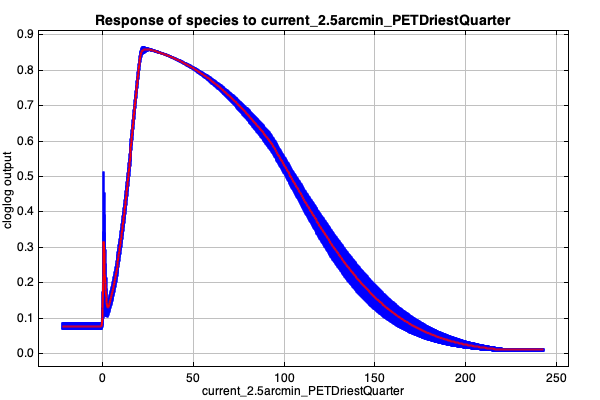 Response of species to current_2.5arcmin_PETDriestQuarter
0.9
0.8
0.7
0.6
0.5
0.4
0.3
0.2
0.1
0.0
cloglog output
0 50 100 150 200 250
current_2.5arcmin_PETDriestQuarter